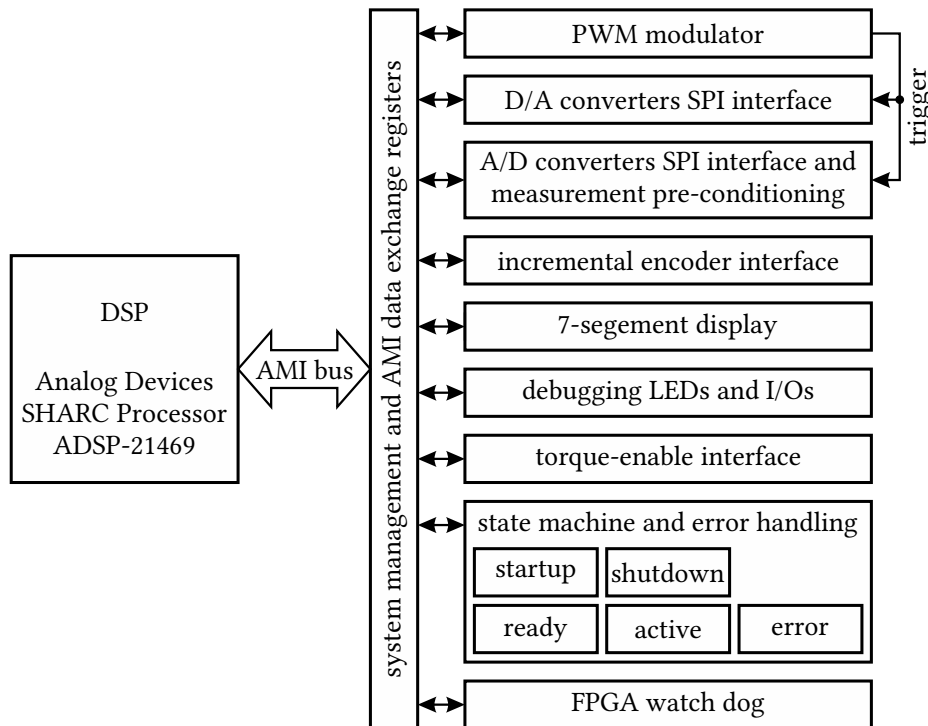 DSP
Analog Devices
SHARC Processor
ADSP-21469
AMI bus
system management and AMI data exchange registers
PWM modulator
D/A converters SPI interface
A/D converters SPI interface and
measurement pre-conditioning
trigger
incremental encoder interface
7-segement display
debugging LEDs and I/Os
torque-enable interface
state machine and error handling
startup
shutdown
ready
active
error
FPGA watch dog